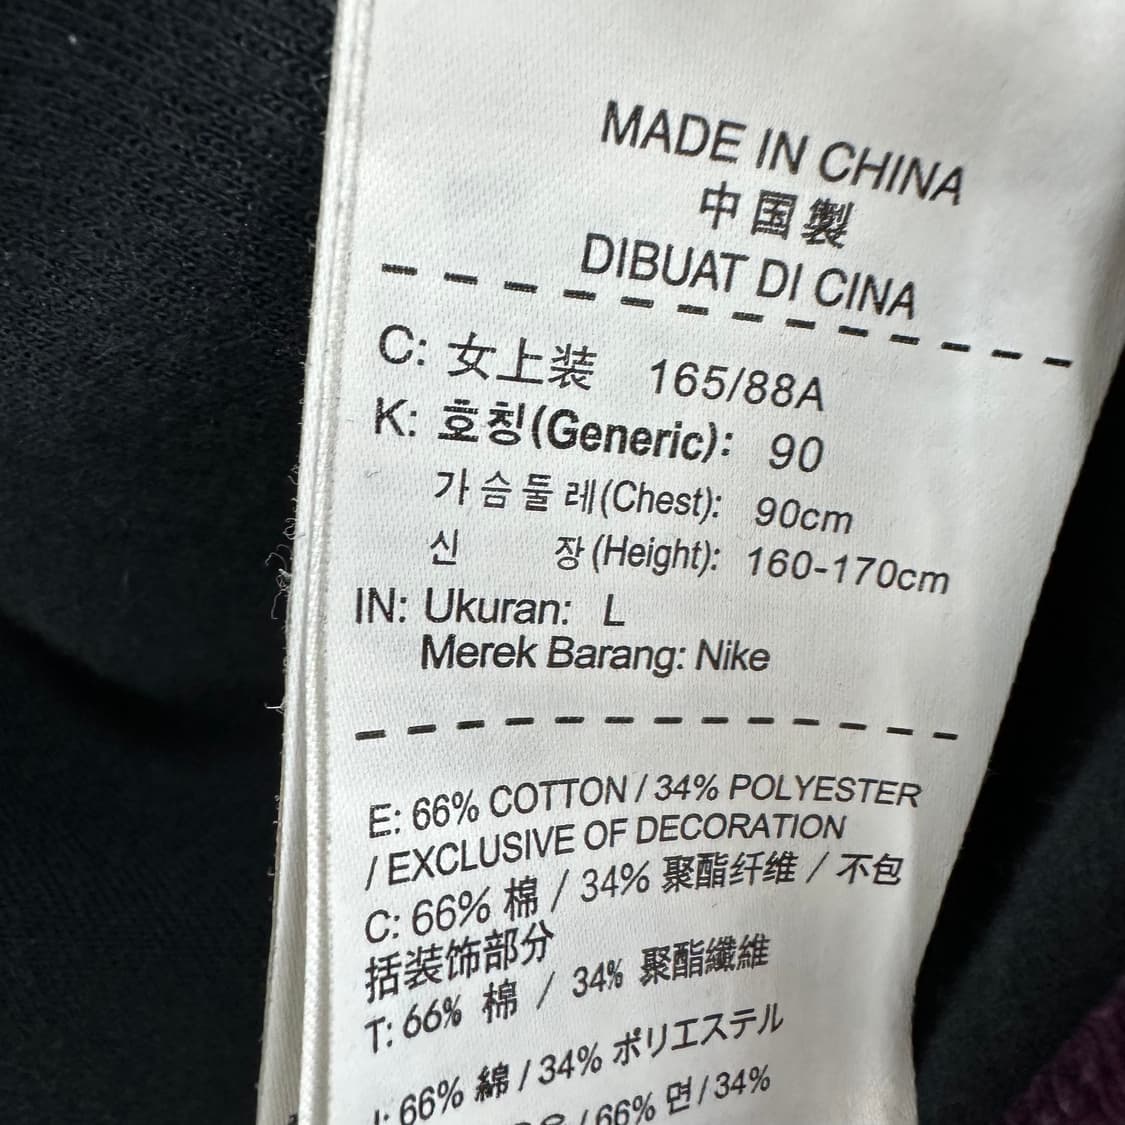 MADE IN CHINA
中国製
DIBUAT DI CINA
C: 女上装 165/88A
K: 호칭(Generic): 90
가슴둘레(Chest): 90cm
신 장(Height): 160-170cm
IN: Ukuran: L
Merek Barang: Nike
E: 66% COTTON / 34% POLYESTER
/ EXCLUSIVE OF DECORATION
C: 66% 棉 / 34% 聚酯纤维 / 不包
括装饰部分
T: 66% 棉 / 34% 聚酯纖維
J: 66% 綿 / 34% ポリエステル
/ 66% 면 / 34%